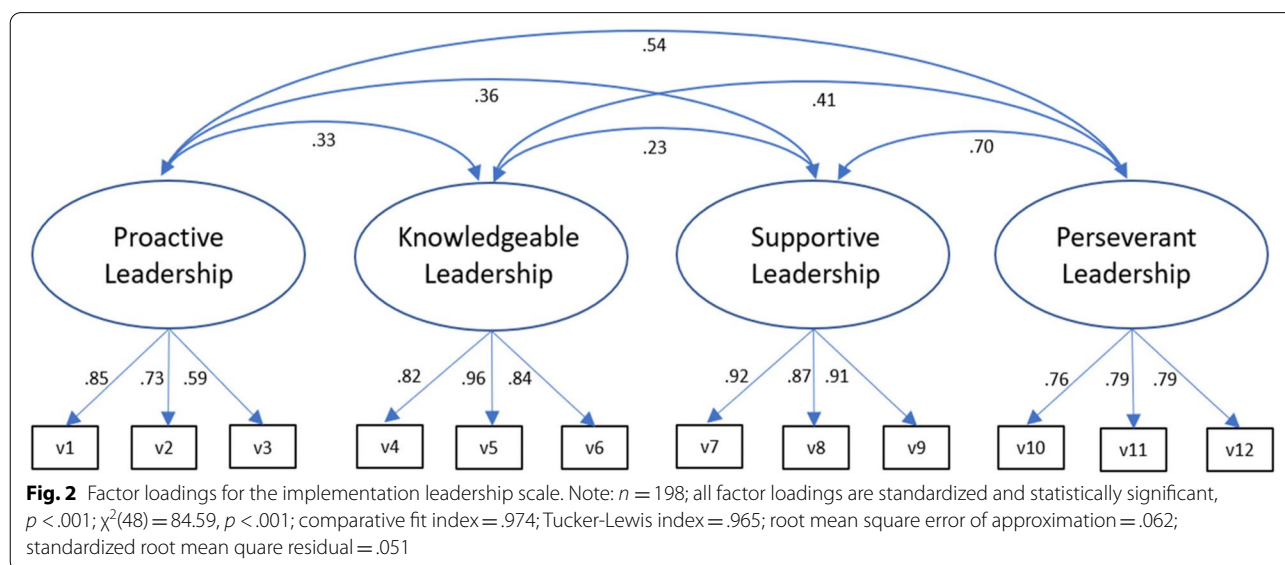 .54
.36
.41
.33
.23
.70
Proactive
Leadership
Knowledgeable
Leadership
Supportive
Leadership
Perseverant
Leadership
.85
.73
.59
.82
.96
.84
.92
.87
.91
.76
.79
.79
v1
v2
v3
v4
v5
v6
v7
v8
v9
v10
v11
v12
Fig. 2 Factor loadings for the implementation leadership scale. Note: n = 198; all factor loadings are standardized and statistically significant,
p < .001; χ²(48) = 84.59, p < .001; comparative fit index = .974; Tucker-Lewis index = .965; root mean square error of approximation = .062;
standardized root mean quare residual = .051